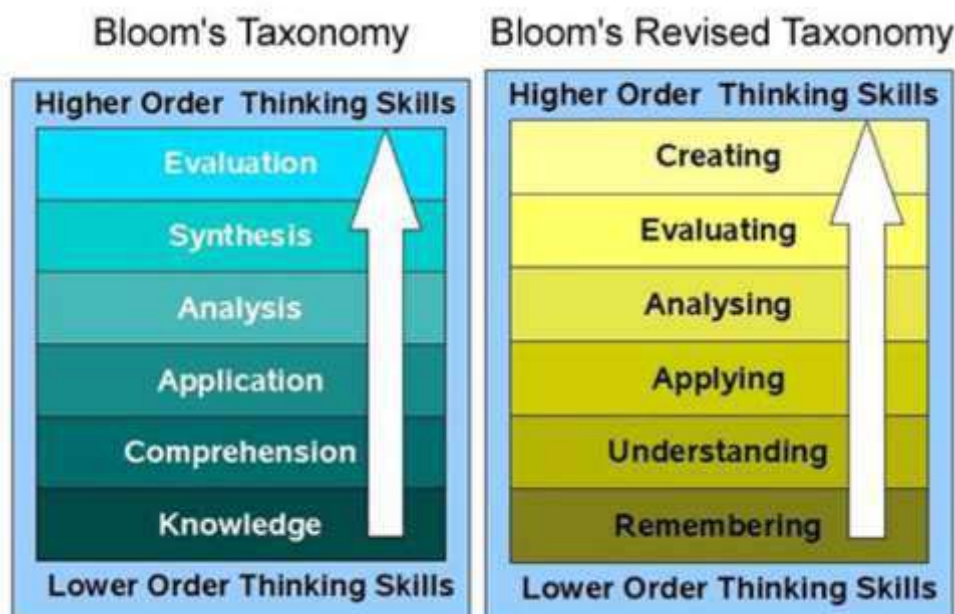 Bloom's Taxonomy
Higher Order Thinking Skills
Evaluation
Synthesis
Analysis
Application
Comprehension
Knowledge
Lower Order Thinking Skills
Bloom's Revised Taxonomy
Higher Order Thinking Skills
Creating
Evaluating
Analysing
Applying
Understanding
Remembering
Lower Order Thinking Skills